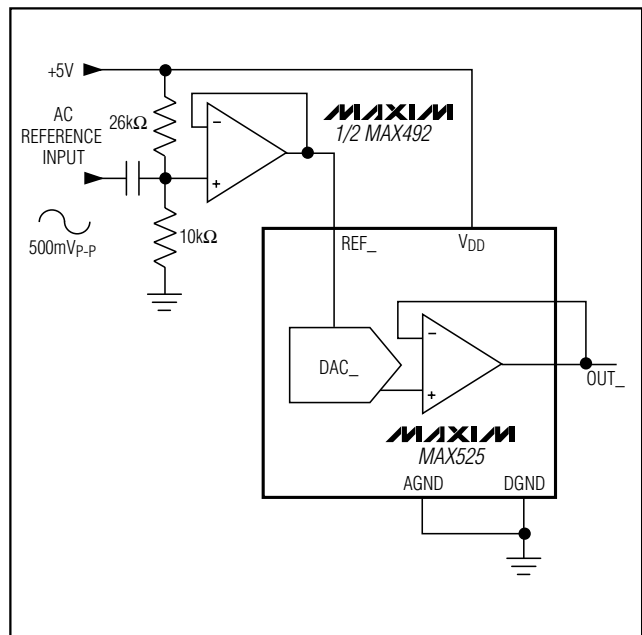 +5V
AC
REFERENCE
INPUT
26kΩ
MAXIM
1/2 MAX492
–
+
10kΩ
500mVP-P
REF_
VDD
DAC_
–
+
OUT_
MAXIM
MAX525
AGND
DGND